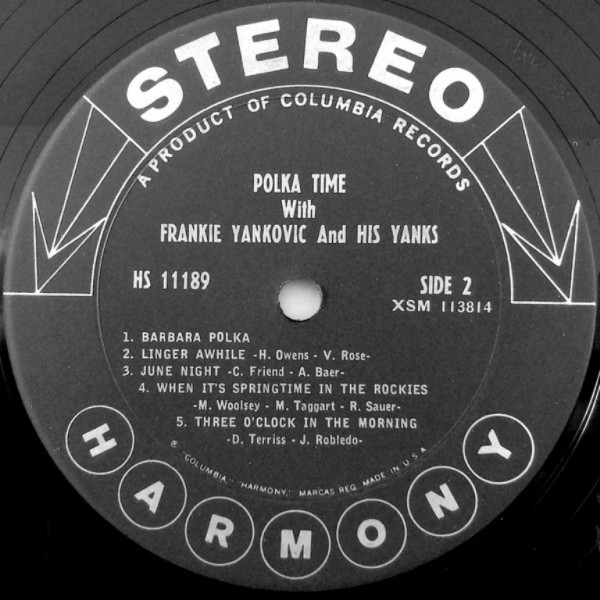 STEREO
A PRODUCT OF COLUMBIA RECORDS
POLKA TIME
With
FRANKIE YANKOVIC And HIS YANKS
HS 11189
SIDE 2
XSM 113814
1. BARBARA POLKA
2. LINGER AWHILE -H. Owens - V. Rose-
3. JUNE NIGHT -C. Friend - A. Baer-
4. WHEN IT'S SPRINGTIME IN THE ROCKIES
-M. Woolsey - M. Taggart - R. Sauer-
5. THREE O'CLOCK IN THE MORNING
-D. Terriss - J. Robledo-
® "COLUMBIA," "HARMONY," MARCAS REG. MADE IN U.S.A.
HARMONY